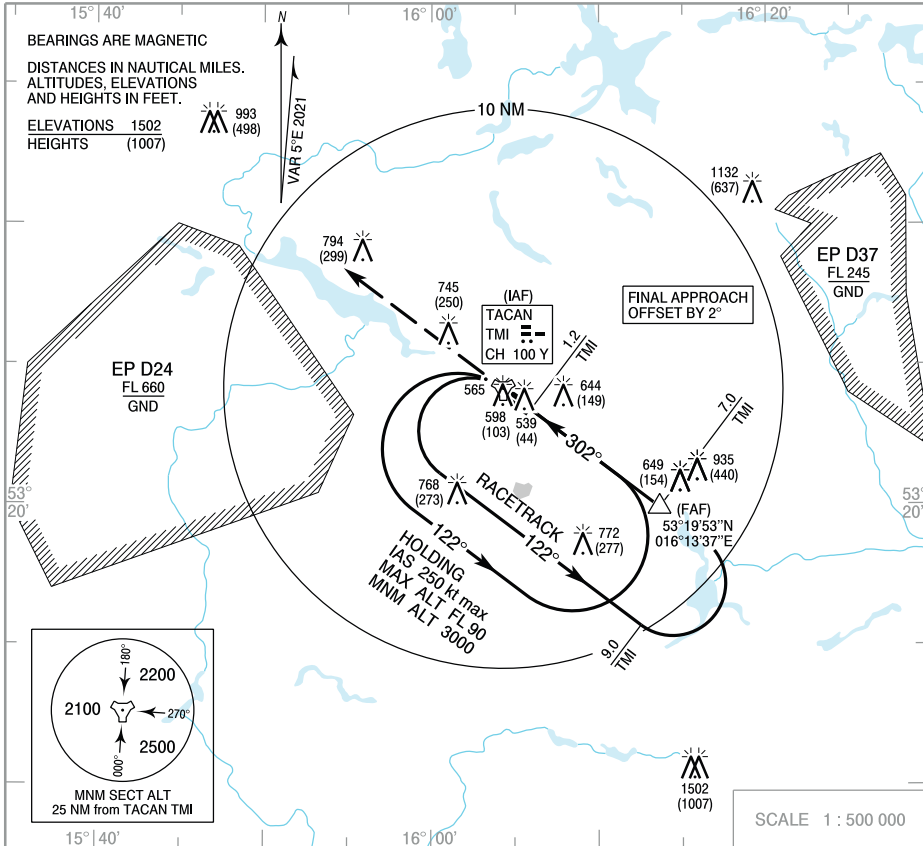 15° 40'
16° 00'
16° 20'
BEARINGS ARE MAGNETIC
DISTANCES IN NAUTICAL MILES.
ALTITUDES, ELEVATIONS
AND HEIGHTS IN FEET.
ELEVATIONS 1502
HEIGHTS (1007)
993
(498)
N
VAR 5°E 2021
10 NM
1132
(637)
EP D37
FL 245
GND
794
(299)
745
(250)
(IAF)
TACAN
TMI
CH 100 Y
FINAL APPROACH
OFFSET BY 2°
1.2
TMI
EP D24
FL 660
GND
565
598
(103)
539
(44)
644
(149)
7.0
TMI
302°
649
(154)
935
(440)
768
(273)
RACETRACK
(FAF)
53°19'53"N
016°13'37"E
53°
20'
53°
20'
122°
122°
772
(277)
HOLDING
IAS 250 kt max
MAX ALT FL 90
MNM ALT 3000
9.0
TMI
180°
2200
2100
270°
000°
2500
MNM SECT ALT
25 NM from TACAN TMI
1502
(1007)
SCALE 1 : 500 000
15° 40'
16° 00'
16° 20'